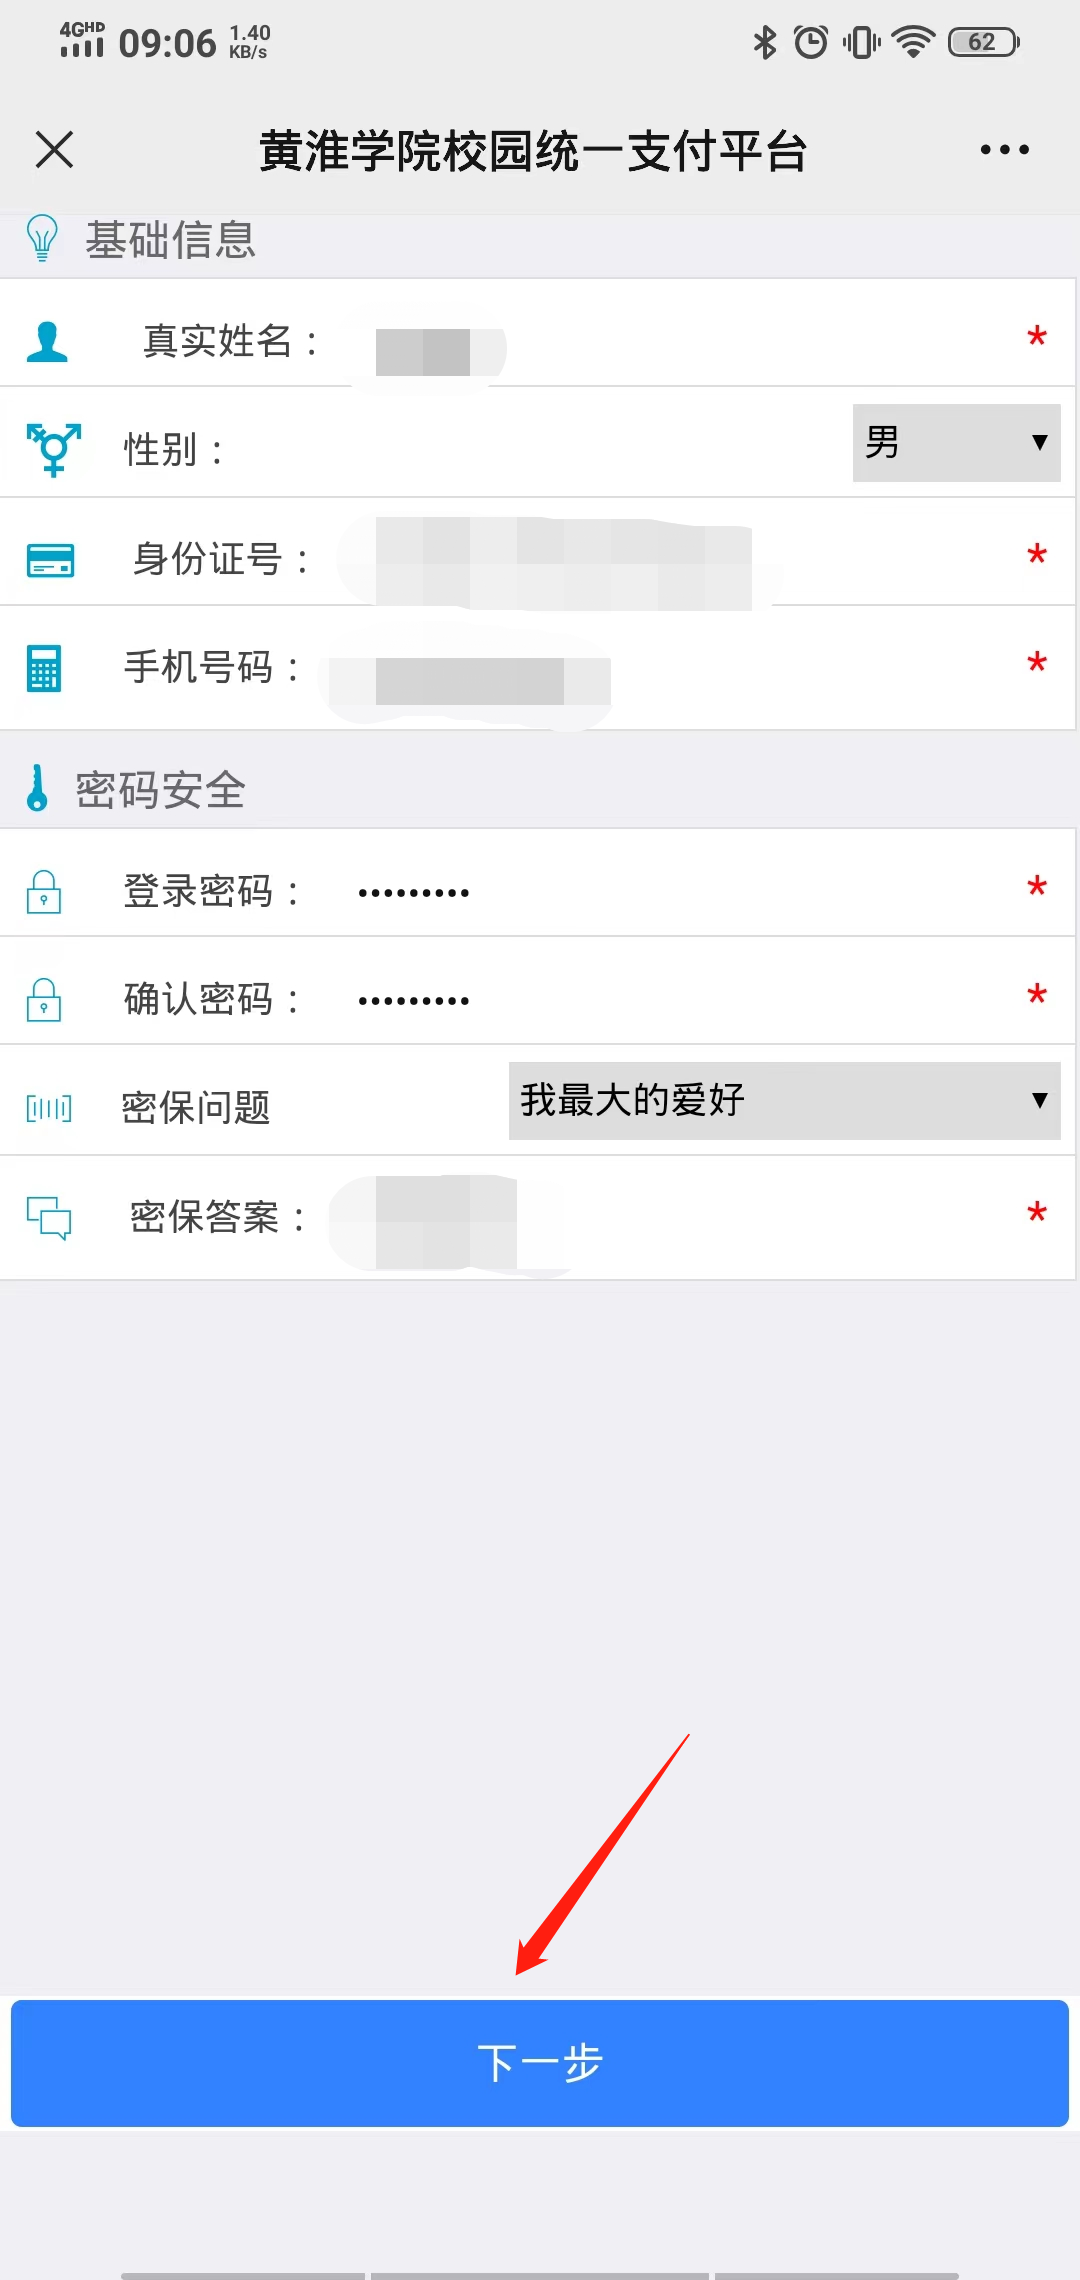 4GHD 09:06 1.40 KB/s 62
黄淮学院校园统一支付平台
基础信息
真实姓名： *
性别： 男
身份证号： *
手机号码： *
密码安全
登录密码： ••••••••• *
确认密码： ••••••••• *
密保问题 我最大的爱好
密保答案： *
下一步